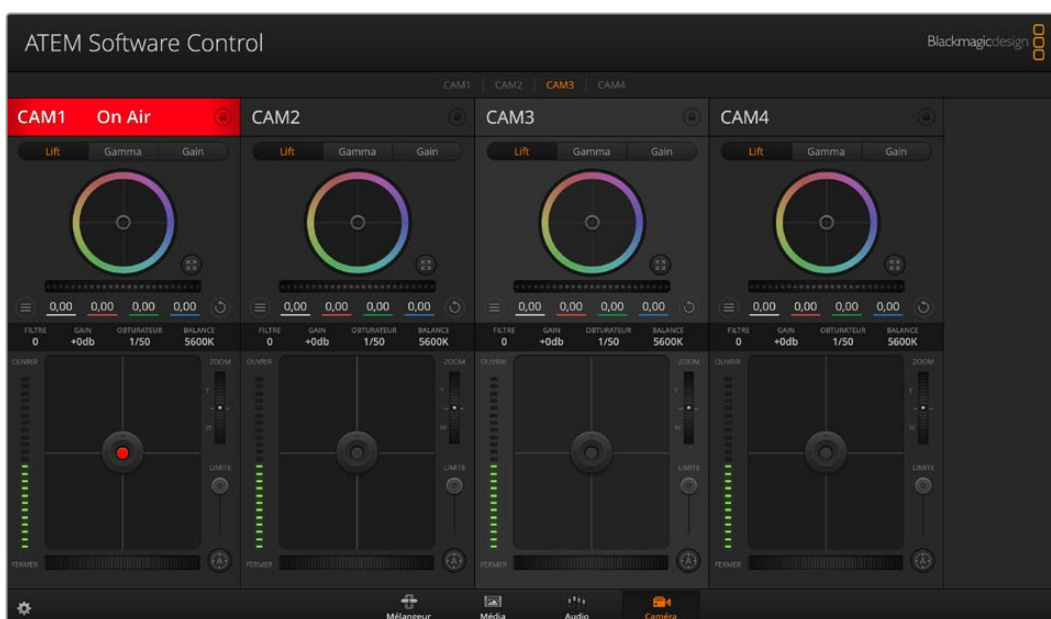 ATEM Software Control
Blackmagicdesign
CAM1 CAM2 CAM3 CAM4
CAM1 On Air CAM2 CAM3 CAM4
Lift Gamma Gain Lift Gamma Gain Lift Gamma Gain Lift Gamma Gain
0,00 0,00 0,00 0,00 0,00 0,00 0,00 0,00 0,00 0,00 0,00 0,00 0,00 0,00 0,00 0,00
FILTRE GAIN OBTURATEUR BALANCE FILTRE GAIN OBTURATEUR BALANCE FILTRE GAIN OBTURATEUR BALANCE FILTRE GAIN OBTURATEUR BALANCE
0 +0db 1/50 5600K 0 +0db 1/50 5600K 0 +0db 1/50 5600K 0 +0db 1/50 5600K
OUVRIR ZOOM OUVRIR ZOOM OUVRIR ZOOM OUVRIR ZOOM
T T T T
W W W W
LIMITE LIMITE LIMITE LIMITE
A A A A
FERMER FERMER FERMER FERMER
Mélangeur Média Audio Caméra